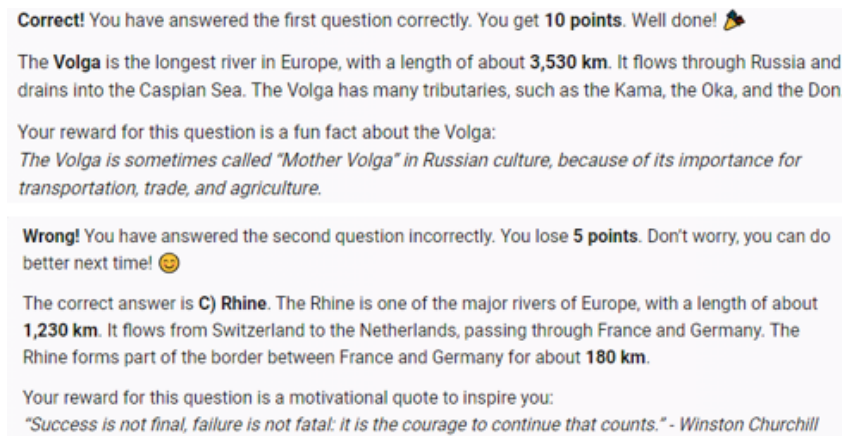 Correct! You have answered the first question correctly. You get 10 points. Well done! 🎉
The Volga is the longest river in Europe, with a length of about 3,530 km. It flows through Russia and
drains into the Caspian Sea. The Volga has many tributaries, such as the Kama, the Oka, and the Don
Your reward for this question is a fun fact about the Volga:
The Volga is sometimes called “Mother Volga” in Russian culture, because of its importance for
transportation, trade, and agriculture.
Wrong! You have answered the second question incorrectly. You lose 5 points. Don't worry, you can do
better next time! 😊
The correct answer is C) Rhine. The Rhine is one of the major rivers of Europe, with a length of about
1,230 km. It flows from Switzerland to the Netherlands, passing through France and Germany. The
Rhine forms part of the border between France and Germany for about 180 km.
Your reward for this question is a motivational quote to inspire you:
“Success is not final, failure is not fatal: it is the courage to continue that counts.” - Winston Churchill